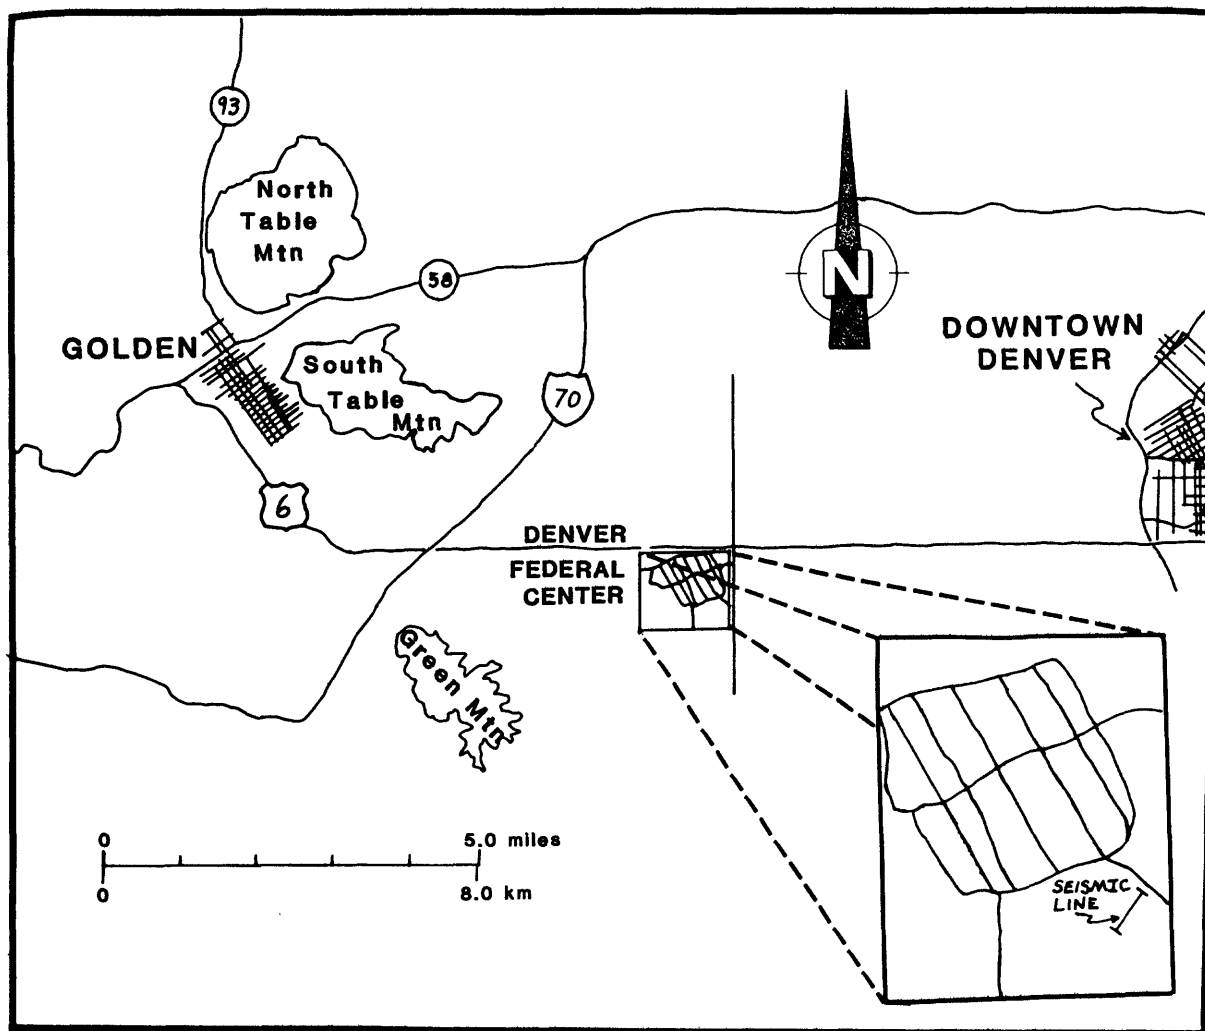 93
North
Table
Mtn
58
N
GOLDEN
DOWNTOWN
DENVER
South
Table
Mtn
70
6
DENVER
FEDERAL
CENTER
Green Mtn
0 5.0 miles
0 8.0 km
SEISMIC
LINE